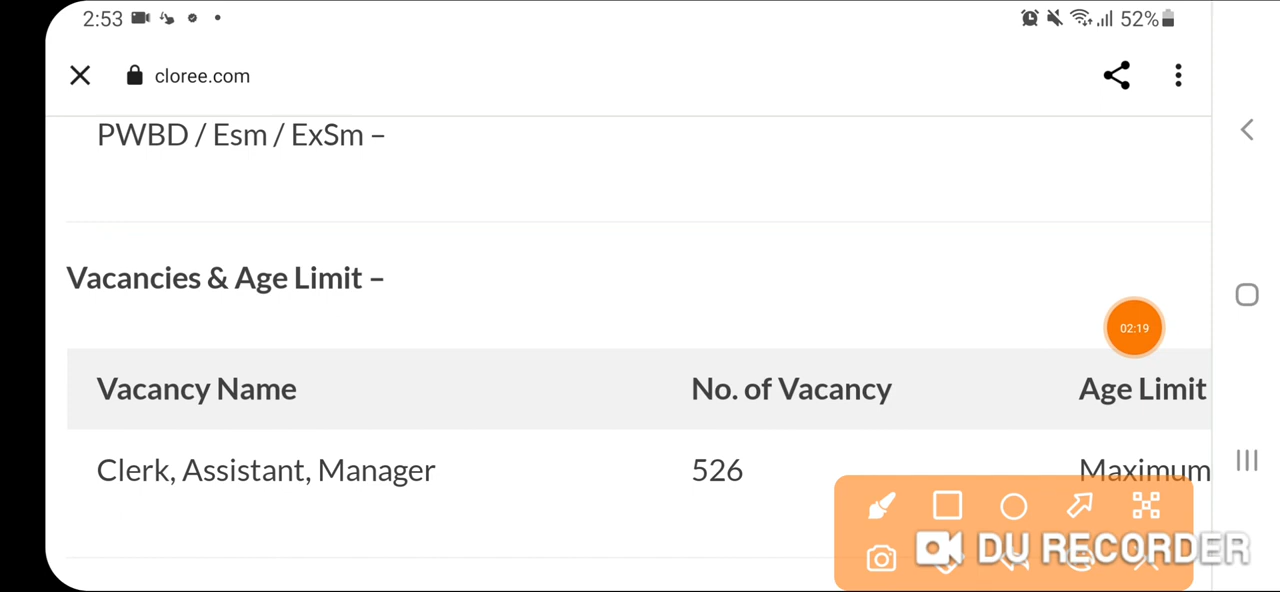 2:53
52%
cloree.com
PWBD / Esm / ExSm –
Vacancies & Age Limit –
02:19
Vacancy Name No. of Vacancy Age Limit
Clerk, Assistant, Manager 526 Maximum
DU RECORDER